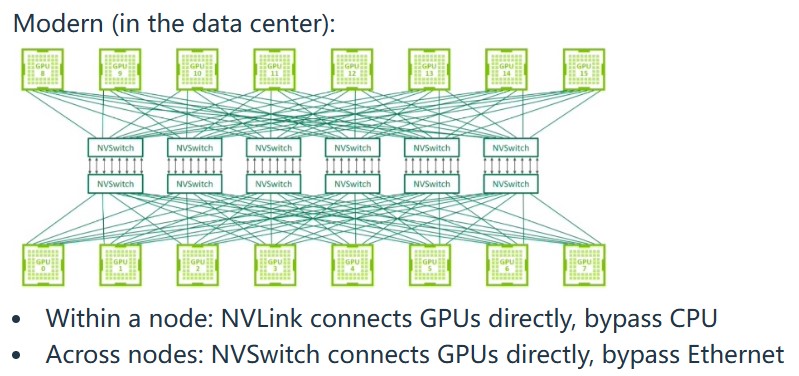 Modern (in the data center):
GPU 8 GPU 9 GPU 10 GPU 11 GPU 12 GPU 13 GPU 14 GPU 15
NVSwitch NVSwitch NVSwitch NVSwitch NVSwitch NVSwitch
NVSwitch NVSwitch NVSwitch NVSwitch NVSwitch NVSwitch
GPU 0 GPU 1 GPU 2 GPU 3 GPU 4 GPU 5 GPU 6 GPU 7
• Within a node: NVLink connects GPUs directly, bypass CPU
• Across nodes: NVSwitch connects GPUs directly, bypass Ethernet